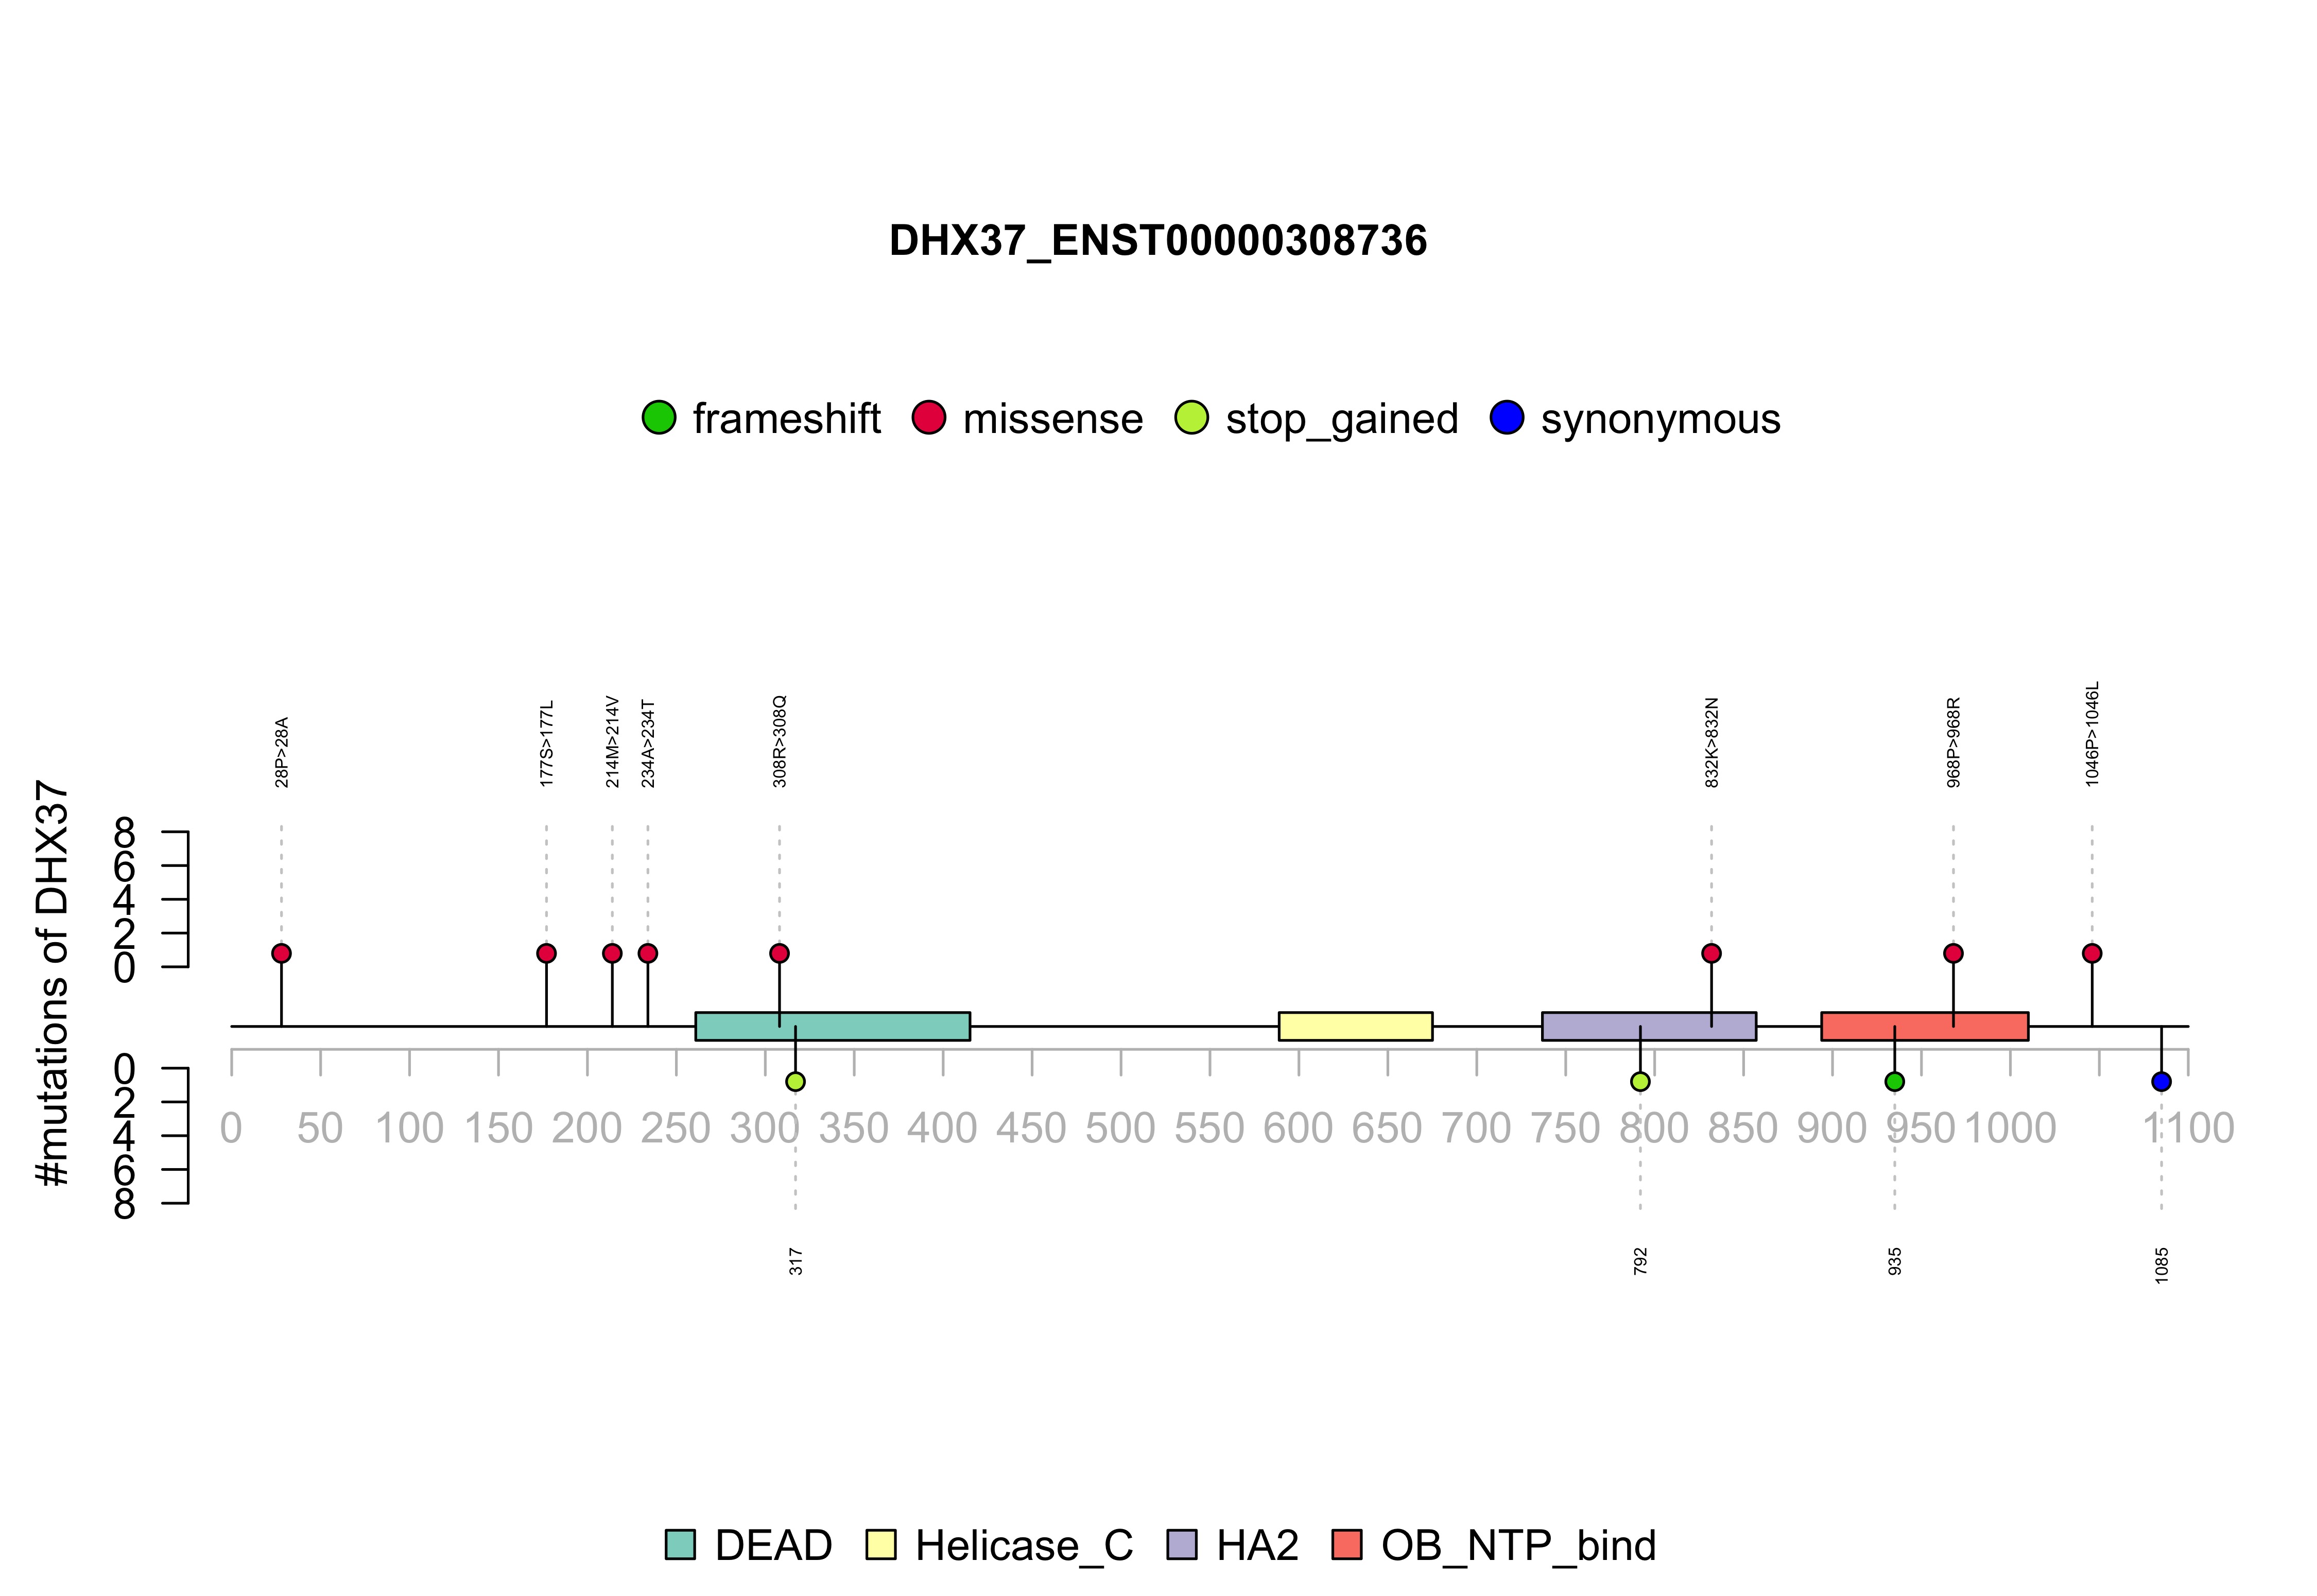 DHX37_ENST00000308736
frameshift missense stop_gained synonymous
28P>28A 177S>177L 214M>214V 234A>234T 308R>308Q 832K>832N 968P>968R 1046P>1046L
#mutations of DHX37
8
6
4
2
0
0
2
4
6
8
0 50 100 150 200 250 300 350 400 450 500 550 600 650 700 750 800 850 900 950 1000 1100
317 792 935 1085
DEAD Helicase_C HA2 OB_NTP_bind